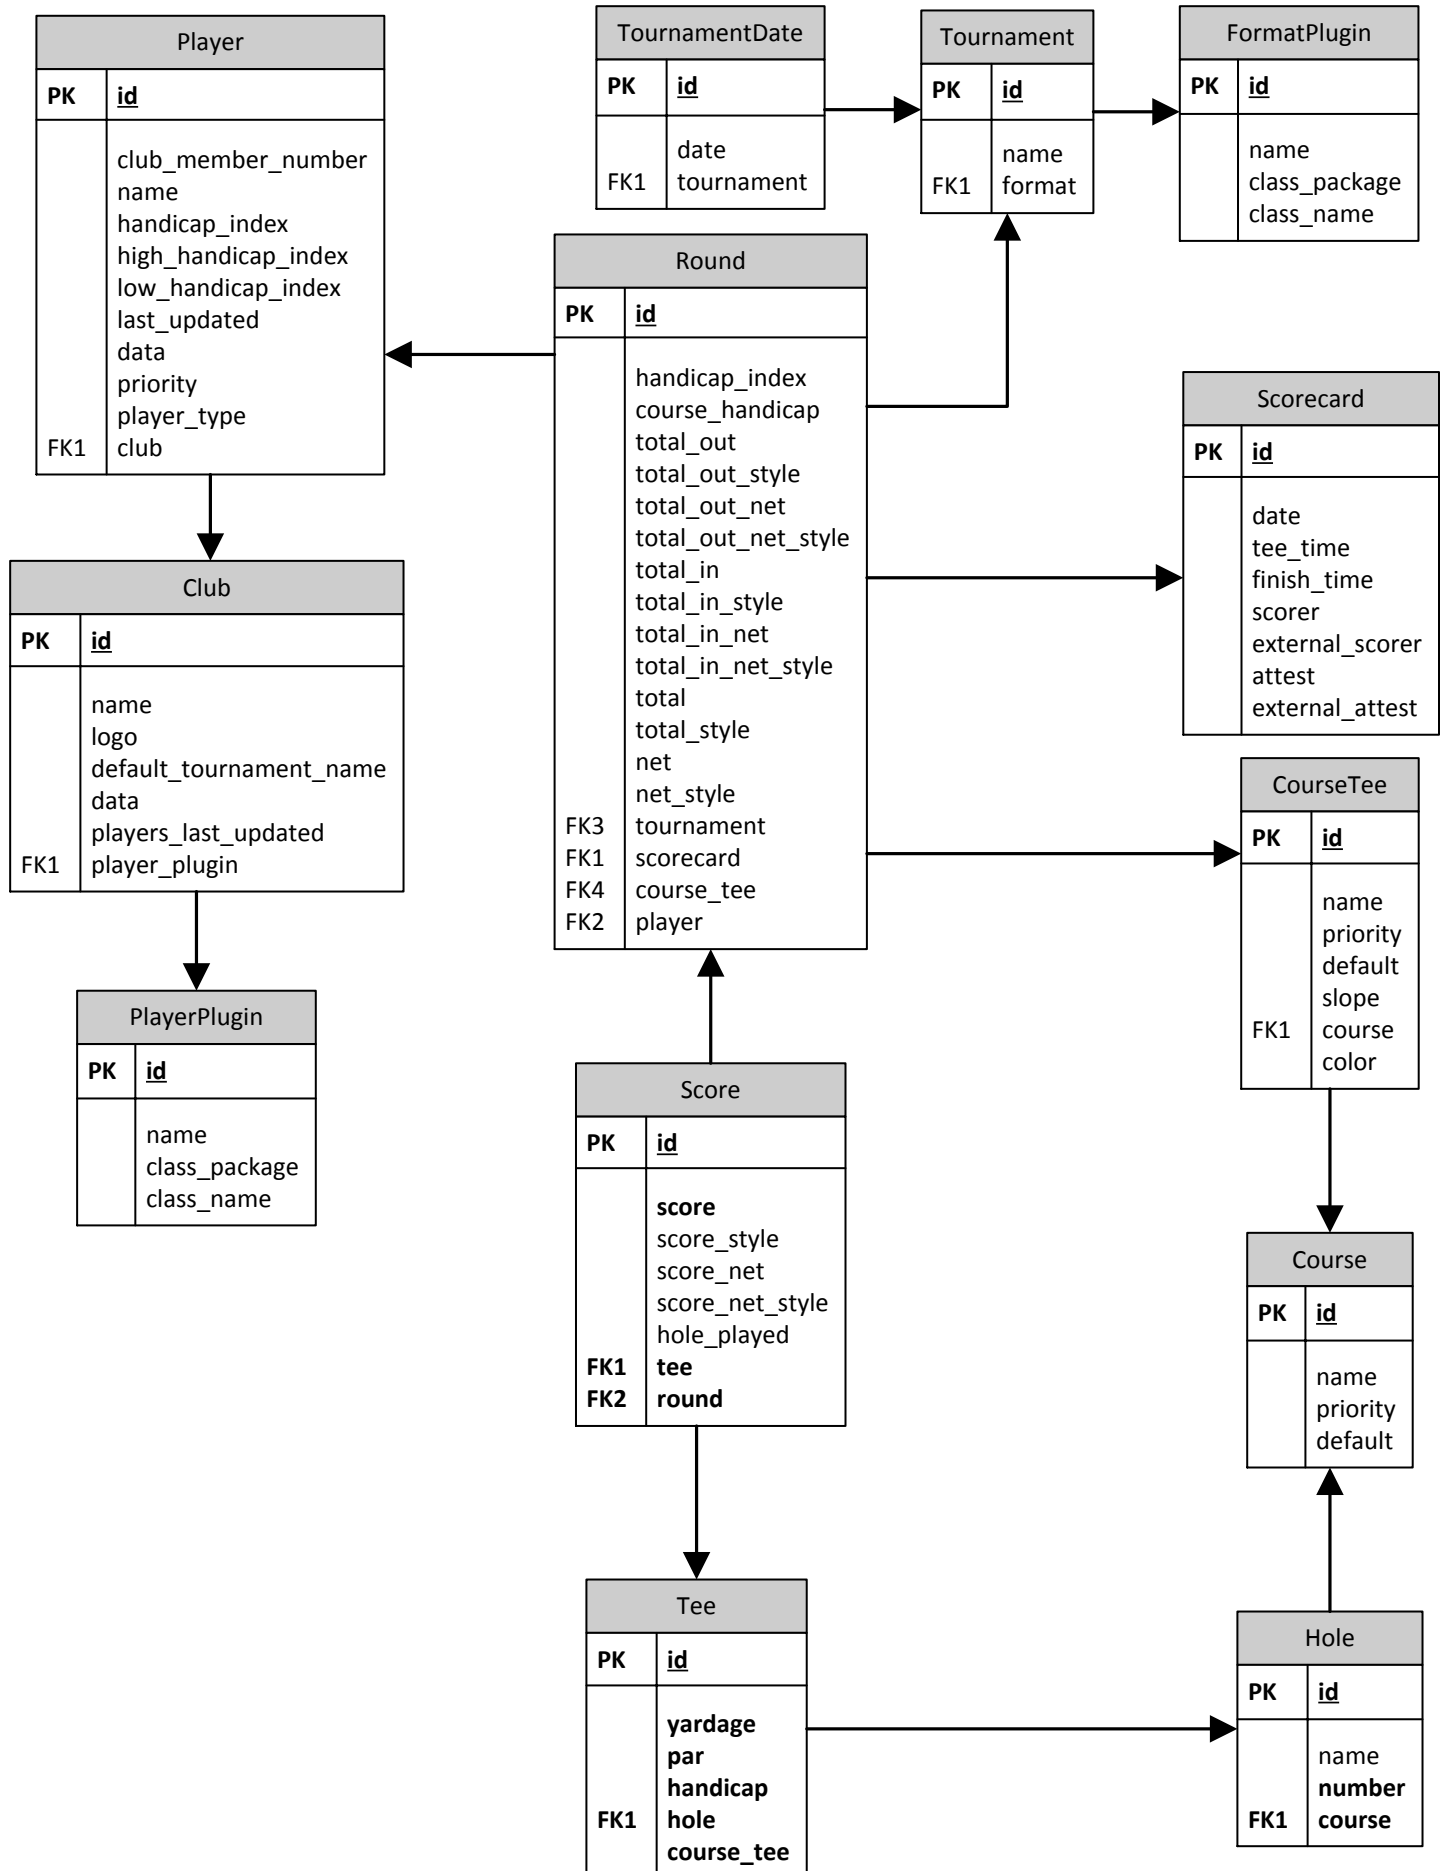 Player
PK id
club_member_number
name
handicap_index
high_handicap_index
low_handicap_index
last_updated
data
priority
player_type
FK1 club
TournamentDate
PK id
date
FK1 tournament
Tournament
PK id
name
FK1 format
FormatPlugin
PK id
name
class_package
class_name
Round
PK id
handicap_index
course_handicap
total_out
total_out_style
total_out_net
total_out_net_style
total_in
total_in_style
total_in_net
total_in_net_style
total
total_style
net
net_style
FK3 tournament
FK1 scorecard
FK4 course_tee
FK2 player
Scorecard
PK id
date
tee_time
finish_time
scorer
external_scorer
attest
external_attest
Club
PK id
name
logo
default_tournament_name
data
players_last_updated
FK1 player_plugin
CourseTee
PK id
name
priority
default
slope
FK1 course
color
PlayerPlugin
PK id
name
class_package
class_name
Score
PK id
score
score_style
score_net
score_net_style
hole_played
FK1 tee
FK2 round
Course
PK id
name
priority
default
Tee
PK id
yardage
par
handicap
FK1 hole
course_tee
Hole
PK id
name
number
FK1 course